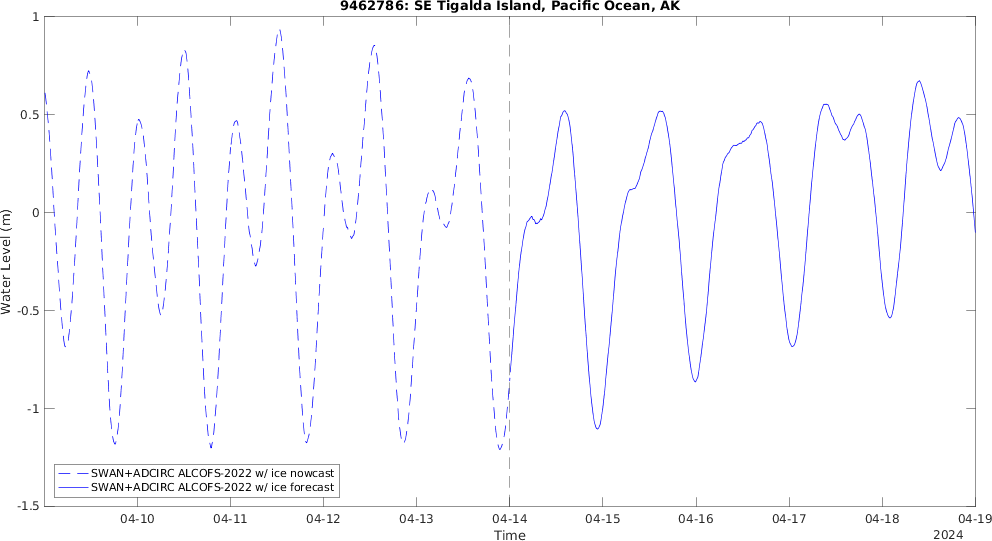 9462786: SE Tigalda Island, Pacific Ocean, AK
1
0.5
0
-0.5
-1
-1.5
Water Level (m)
SWAN+ADCIRC ALCOFS-2022 w/ ice nowcast
SWAN+ADCIRC ALCOFS-2022 w/ ice forecast
04-10 04-11 04-12 04-13 04-14 04-15 04-16 04-17 04-18 04-19
Time
2024